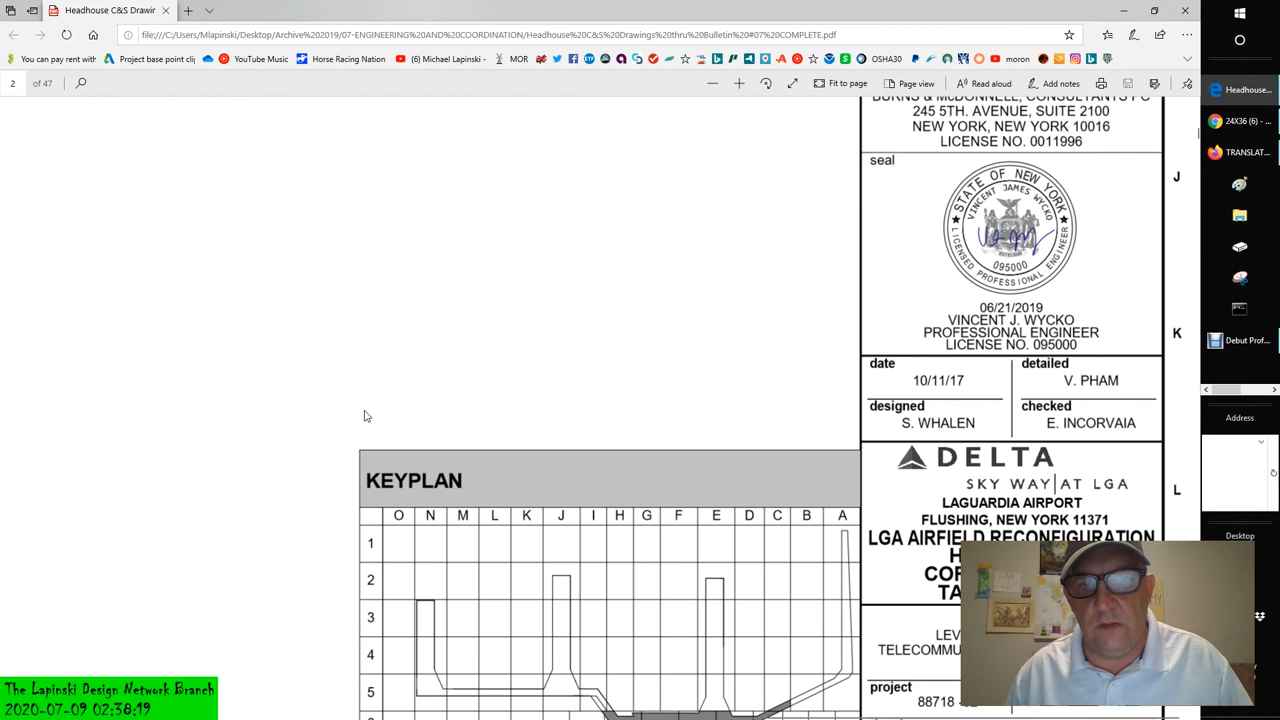 Headhouse C&S Drawir
file:///C:/Users/Mlapinski/Desktop/Archive%202019/07-ENGINEERING%20AND%20COORDINATION/Headhouse%20C&S%20Drawings%20thru%20Bulletin%20#07%20COMPLETE.pdf
You can pay rent with
Project base point cli
YouTube Music
Horse Racing Nation
(6) Michael Lapinski -
MOR
OSHA30
moron
2 of 47
Fit to page
Page view
Read aloud
Add notes
BURNS & MCDONNELL, CONSULTANTS PC
245 5TH. AVENUE, SUITE 2100
NEW YORK, NEW YORK 10016
LICENSE NO. 0011996
seal
STATE OF NEW YORK
VINCENT JAMES WYCKO
095000
LICENSED PROFESSIONAL ENGINEER
06/21/2019
VINCENT J. WYCKO
PROFESSIONAL ENGINEER
LICENSE NO. 095000
date
10/11/17
detailed
V. PHAM
designed
S. WHALEN
checked
E. INCORVAIA
DELTA
SKY WAY AT LGA
LAGUARDIA AIRPORT
FLUSHING, NEW YORK 11371
LGA AIRFIELD RECONFIGURATION
H
TA
LEV
TELECOMMU
project
88718
J
K
L
KEYPLAN
O N M L K J I H G F E D C B A
1
2
3
4
5
Headhouse...
24X36 (6) - ...
TRANSLAT...
Debut Prof...
Address
Desktop
The Lapinski Design Network Branch
2020-07-09 02:38:19